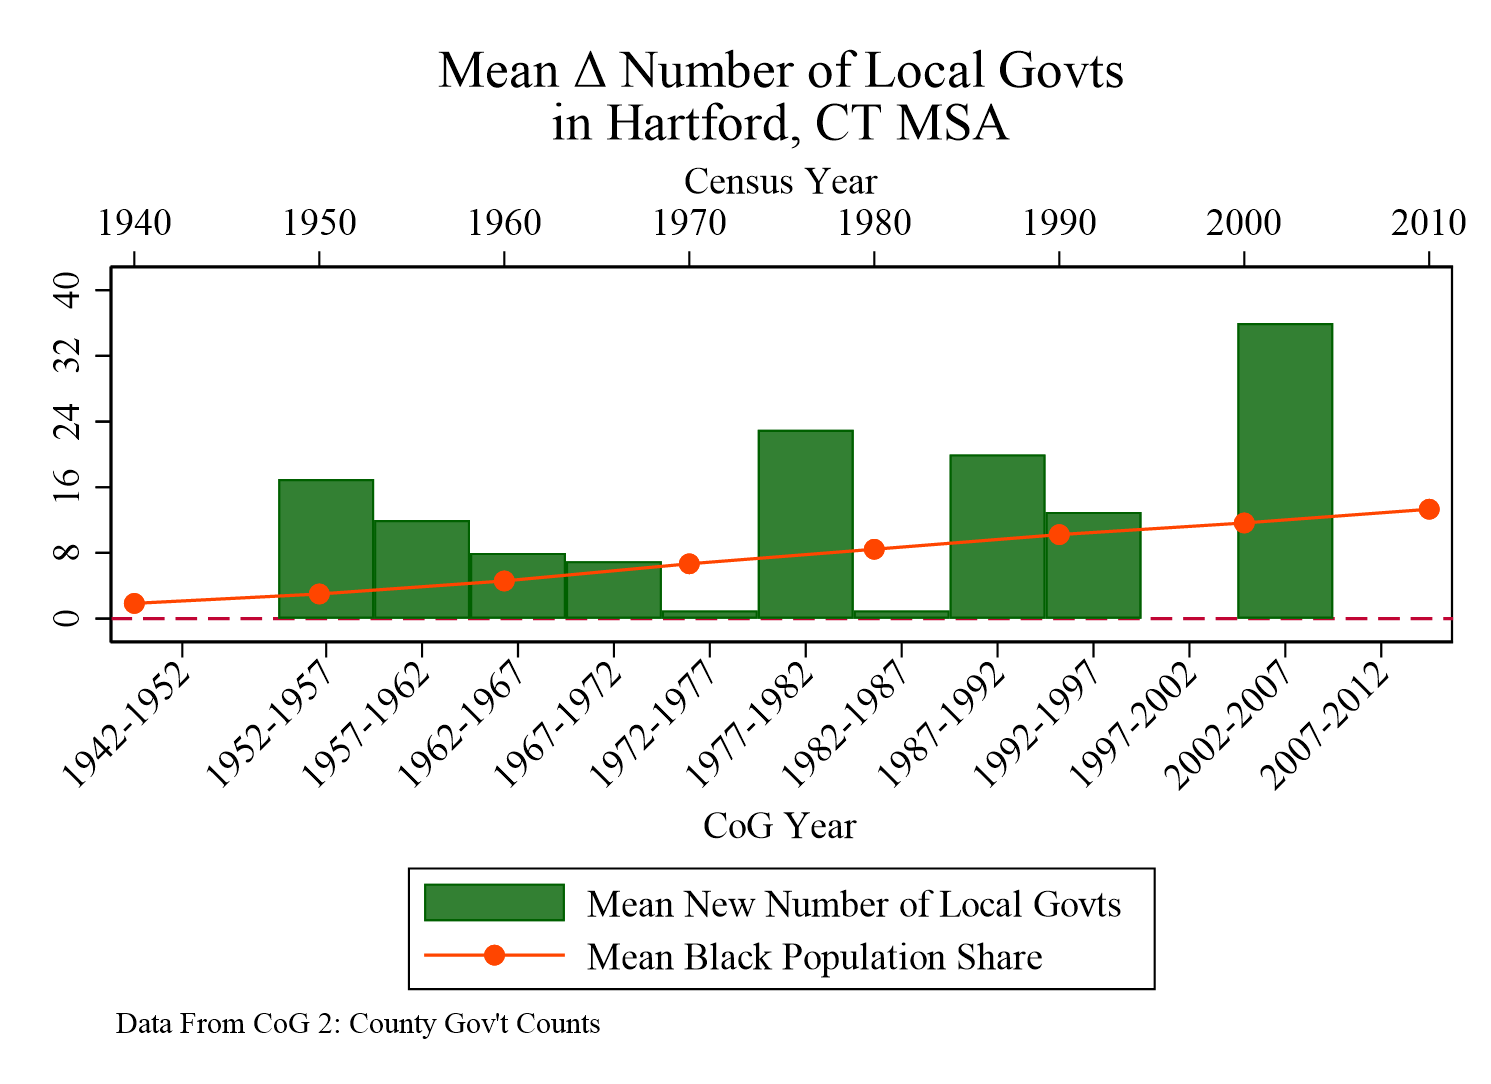 Mean Δ Number of Local Govts
in Hartford, CT MSA
Census Year
1940 1950 1960 1970 1980 1990 2000 2010
40
32
24
16
8
0
1942-1952 1952-1957 1957-1962 1962-1967 1967-1972 1972-1977 1977-1982 1982-1987 1987-1992 1992-1997 1997-2002 2002-2007 2007-2012
CoG Year
Mean New Number of Local Govts
Mean Black Population Share
Data From CoG 2: County Gov't Counts